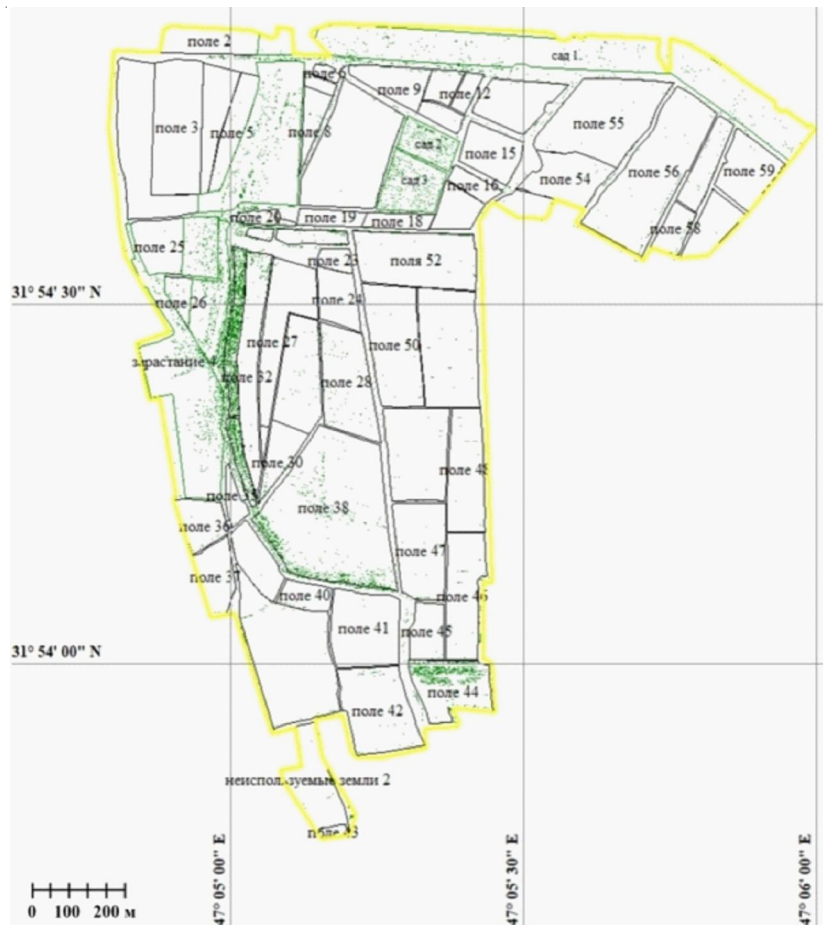 поле 2
сад 1.
поле 6
поле 9
поле 12
поле 3
поле 5
поле 8
поле 55
сад 2
поле 15
сад 3
поле 16
поле 54
поле 56
поле 59
поле 20
поле 19
поле 18
поле 58
поле 25
поле 23
поля 52
31° 54' 30" N
поле 26
поле 24
поле 27
поле 50
зарастание 4
поле 32
поле 28
поле 30
поле 48
поле 35
поле 38
поле 36
поле 47
поле 37
поле 40
поле 46
поле 41
поле 45
31° 54' 00" N
поле 44
поле 42
неиспользуемые земли 2
поле 43
47° 05' 00" E
47° 05' 30" E
47° 06' 00" E
0 100 200 м